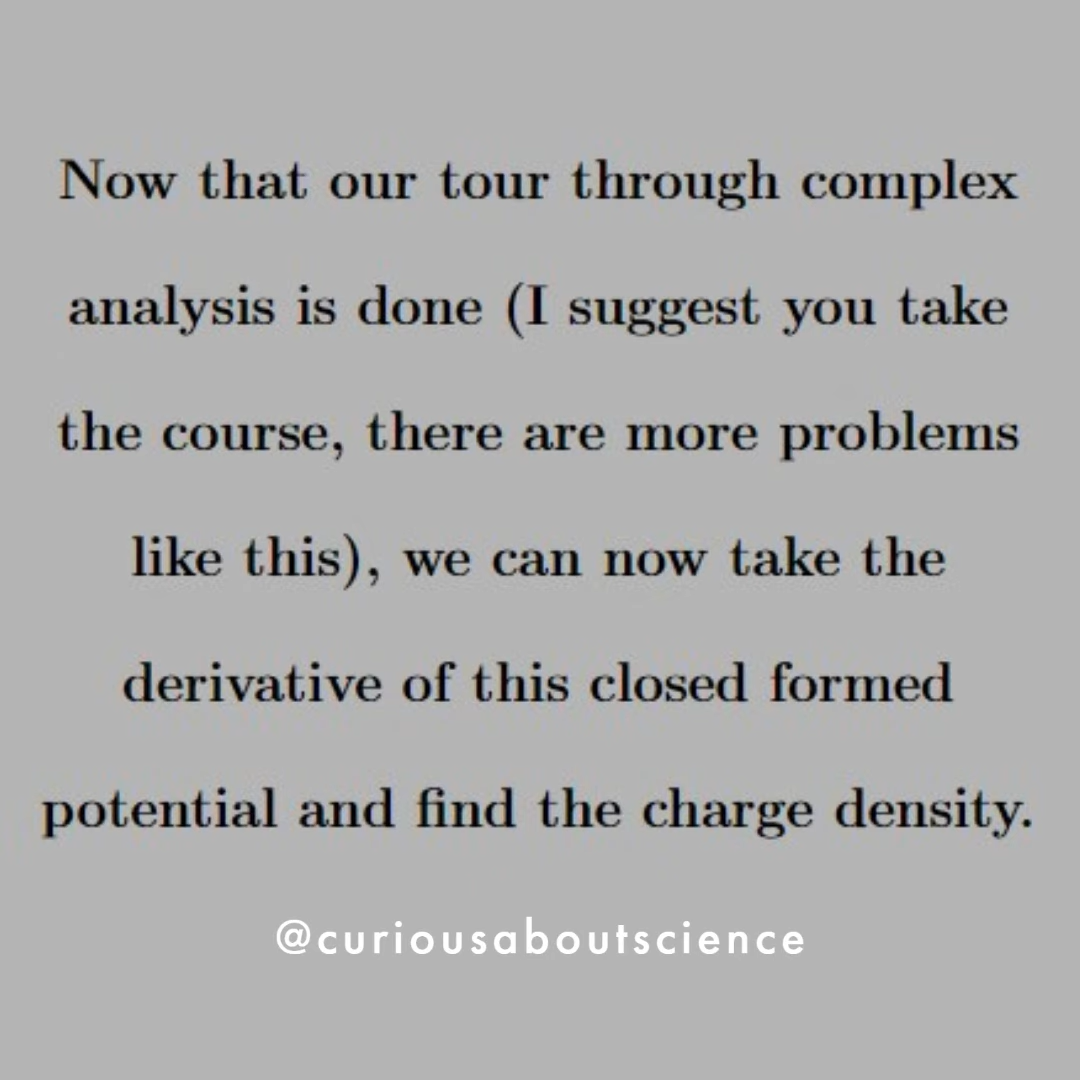 Now that our tour through complex
analysis is done (I suggest you take
the course, there are more problems
like this), we can now take the
derivative of this closed formed
potential and find the charge density.
@curiousaboutscience